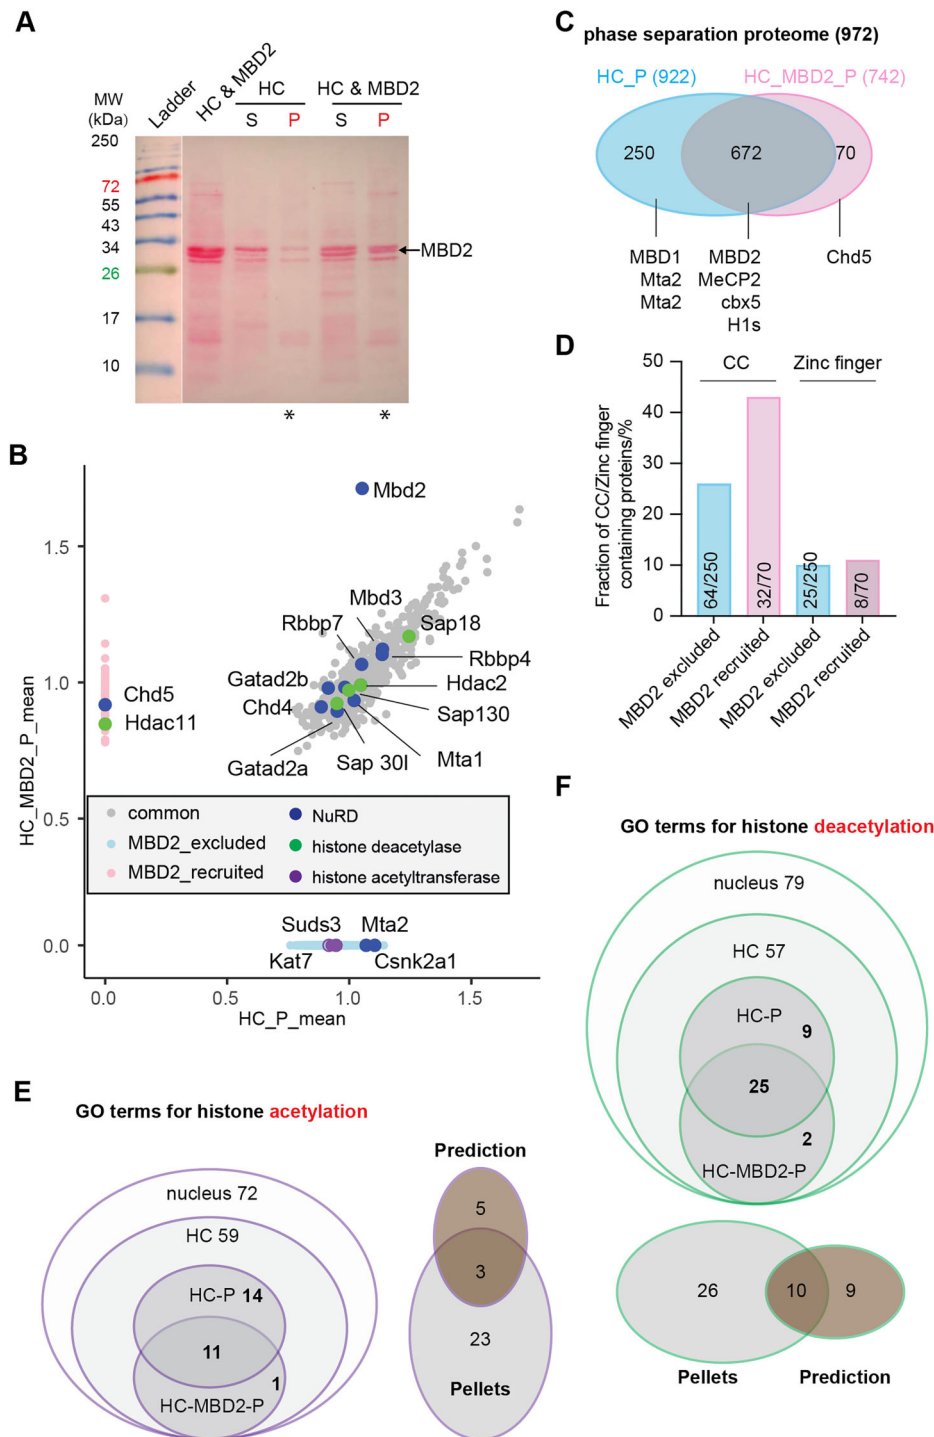 A
MW
(kDa)
Ladder
HC & MBD2
HC
HC & MBD2
S
P
S
P
250
72
55
43
34
26
17
10
MBD2
*
*
B
HC_MBD2_P_mean
1.5
1.0
0.5
0.0
Mbd2
Mbd3
Rbbp7
Sap18
Rbbp4
Gatad2b
Hdac2
Chd4
Sap130
Gatad2a
Sap 30l
Mta1
Chd5
Hdac11
common
MBD2_excluded
MBD2_recruited
NuRD
histone deacetylase
histone acetyltransferase
Suds3
Mta2
Kat7
Csnk2a1
0.0
0.5
1.0
1.5
HC_P_mean
C
phase separation proteome (972)
HC_P (922)
HC_MBD2_P (742)
250
672
70
MBD1
Mta2
Mta2
MBD2
MeCP2
cbx5
H1s
Chd5
D
Fraction of CC/Zinc finger
containing proteins/%
50
40
30
20
10
0
CC
Zinc finger
64/250
32/70
25/250
8/70
MBD2 excluded
MBD2 recruited
MBD2 excluded
MBD2 recruited
E
GO terms for histone acetylation
nucleus 72
HC 59
HC-P 14
11
1
HC-MBD2-P
Prediction
5
3
23
Pellets
F
GO terms for histone deacetylation
nucleus 79
HC 57
HC-P
9
25
2
HC-MBD2-P
26
10
9
Pellets
Prediction